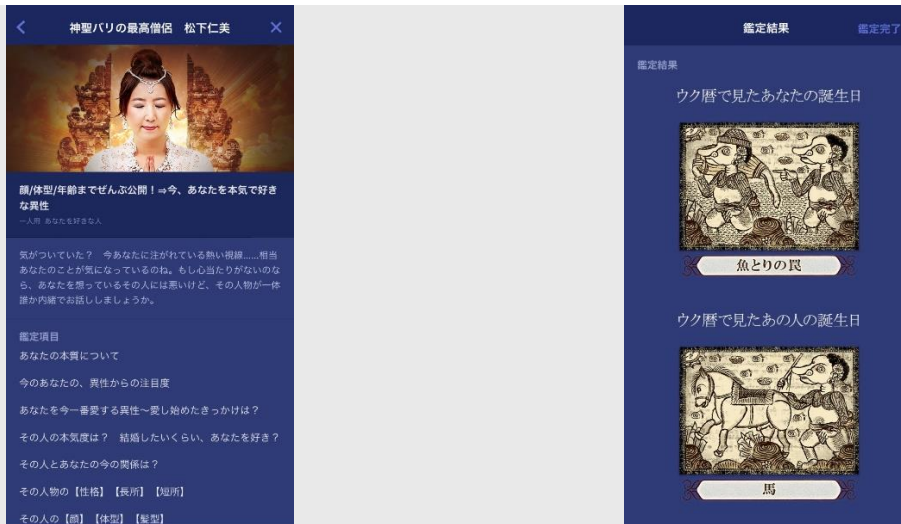 神聖バリの最高僧侶 松下仁美
顔/体型/年齢までぜんぶ公開！⇒今、あなたを本気で好き
な異性
一人用 あなたを好きな人
気がついていた？ 今あなたに注がれている熱い視線……相当
あなたのことが気になっているのね。もし心当たりがないのな
ら、あなたを想っているその人には悪いけど、その人物が一体
誰か内緒でお話ししましょうか。
鑑定項目
あなたの本質について
今のあなたの、異性からの注目度
あなたを今一番愛する異性～愛し始めたきっかけは？
その人の本気度は？ 結婚したいくらい、あなたを好き？
その人とあなたの今の関係は？
その人物の【性格】【長所】【短所】
その人の【顔】【体型】【髪型】
鑑定結果
鑑定完了
鑑定結果
ウク暦で見たあなたの誕生日
魚とりの罠
ウク暦で見たあの人の誕生日
馬